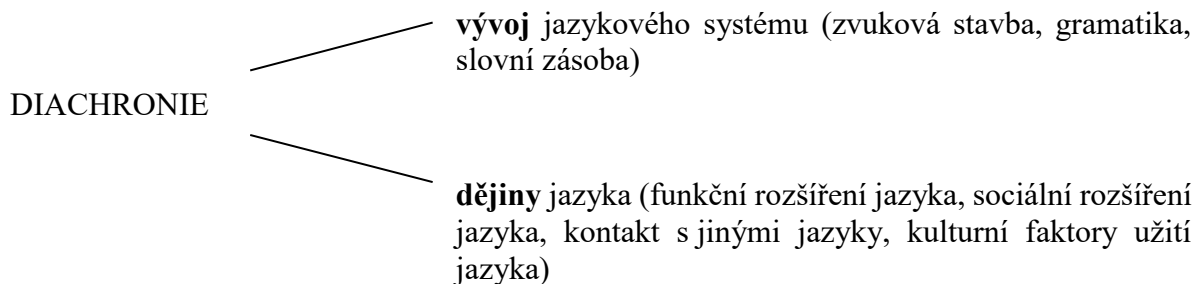 vývoj jazykového systému (zvuková stavba, gramatika,
slovní zásoba)
DIACHRONIE
dějiny jazyka (funkční rozšíření jazyka, sociální rozšíření
jazyka, kontakt s jinými jazyky, kulturní faktory užití
jazyka)